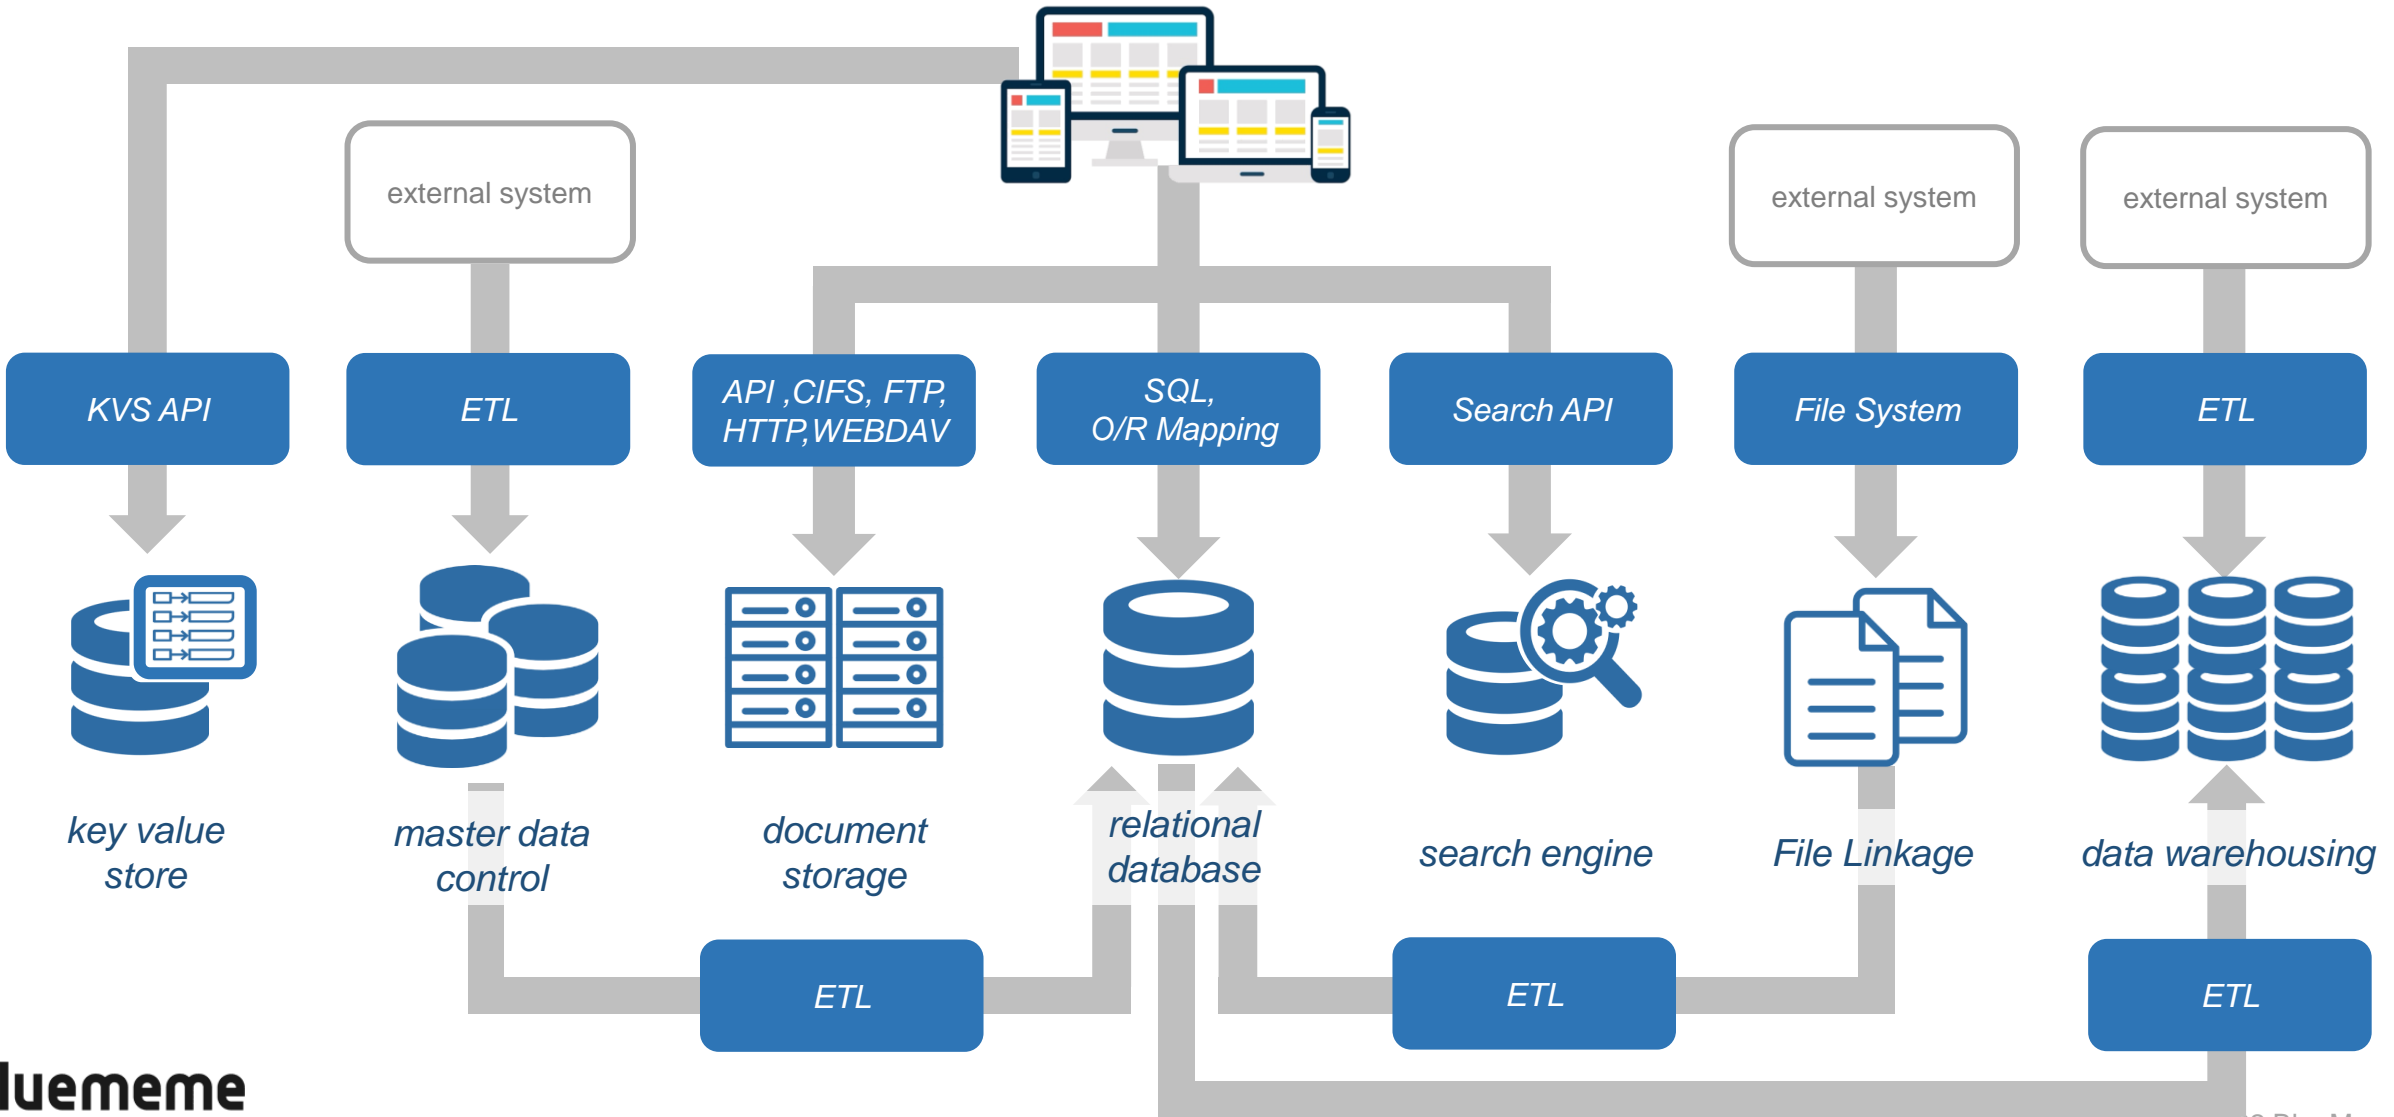 external system
external system
external system
KVS API
ETL
API ,CIFS, FTP,
HTTP,WEBDAV
SQL,
O/R Mapping
Search API
File System
ETL
key value
store
master data
control
document
storage
relational
database
search engine
File Linkage
data warehousing
ETL
ETL
ETL
luememe